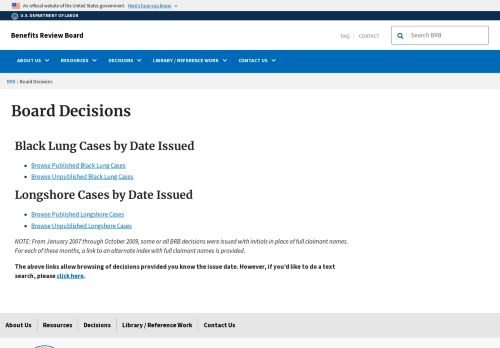 An official website of the United States government. Here's how you know
U.S. DEPARTMENT OF LABOR
Benefits Review Board
FAQ CONTACT
Search BRB
ABOUT US RESOURCES DECISIONS LIBRARY / REFERENCE WORK CONTACT US
BRB › Board Decisions
Board Decisions
Black Lung Cases by Date Issued
• Browse Published Black Lung Cases
• Browse Unpublished Black Lung Cases
Longshore Cases by Date Issued
• Browse Published Longshore Cases
• Browse Unpublished Longshore Cases
NOTE: From January 2007 through October 2009, some or all BRB decisions were issued with initials in place of full claimant names.
For each of these months, a link to an alternate index with full claimant names is provided.
The above links allow browsing of decisions provided you know the issue date. However, if you'd like to do a text
search, please click here.
About Us Resources Decisions Library / Reference Work Contact Us